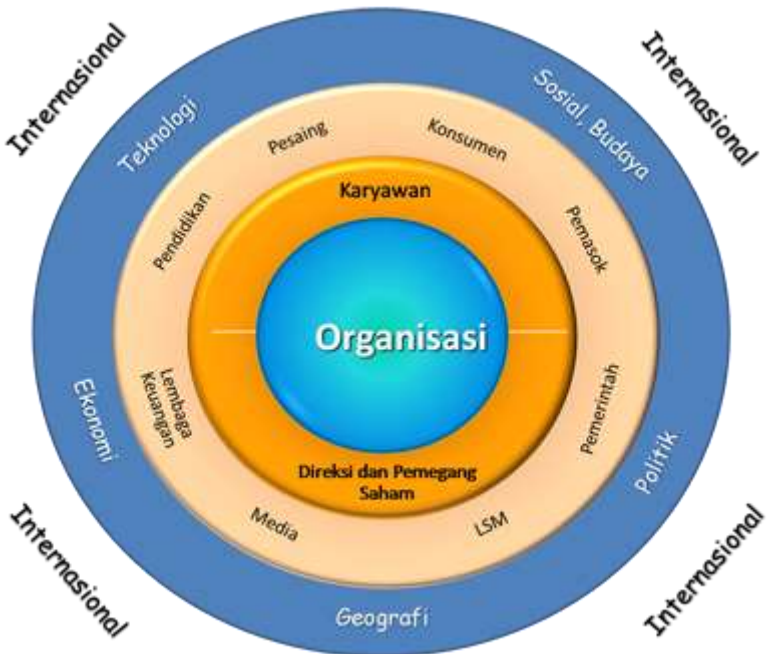 Internasional
Internasional
Teknologi
Sosial, Budaya
Pesaing
Konsumen
Pendidikan
Karyawan
Pemasok
Organisasi
Ekonomi
Lembaga
Keuangan
Pemerintah
Politik
Direksi dan Pemegang
Saham
Media
LSM
Geografi
Internasional
Internasional